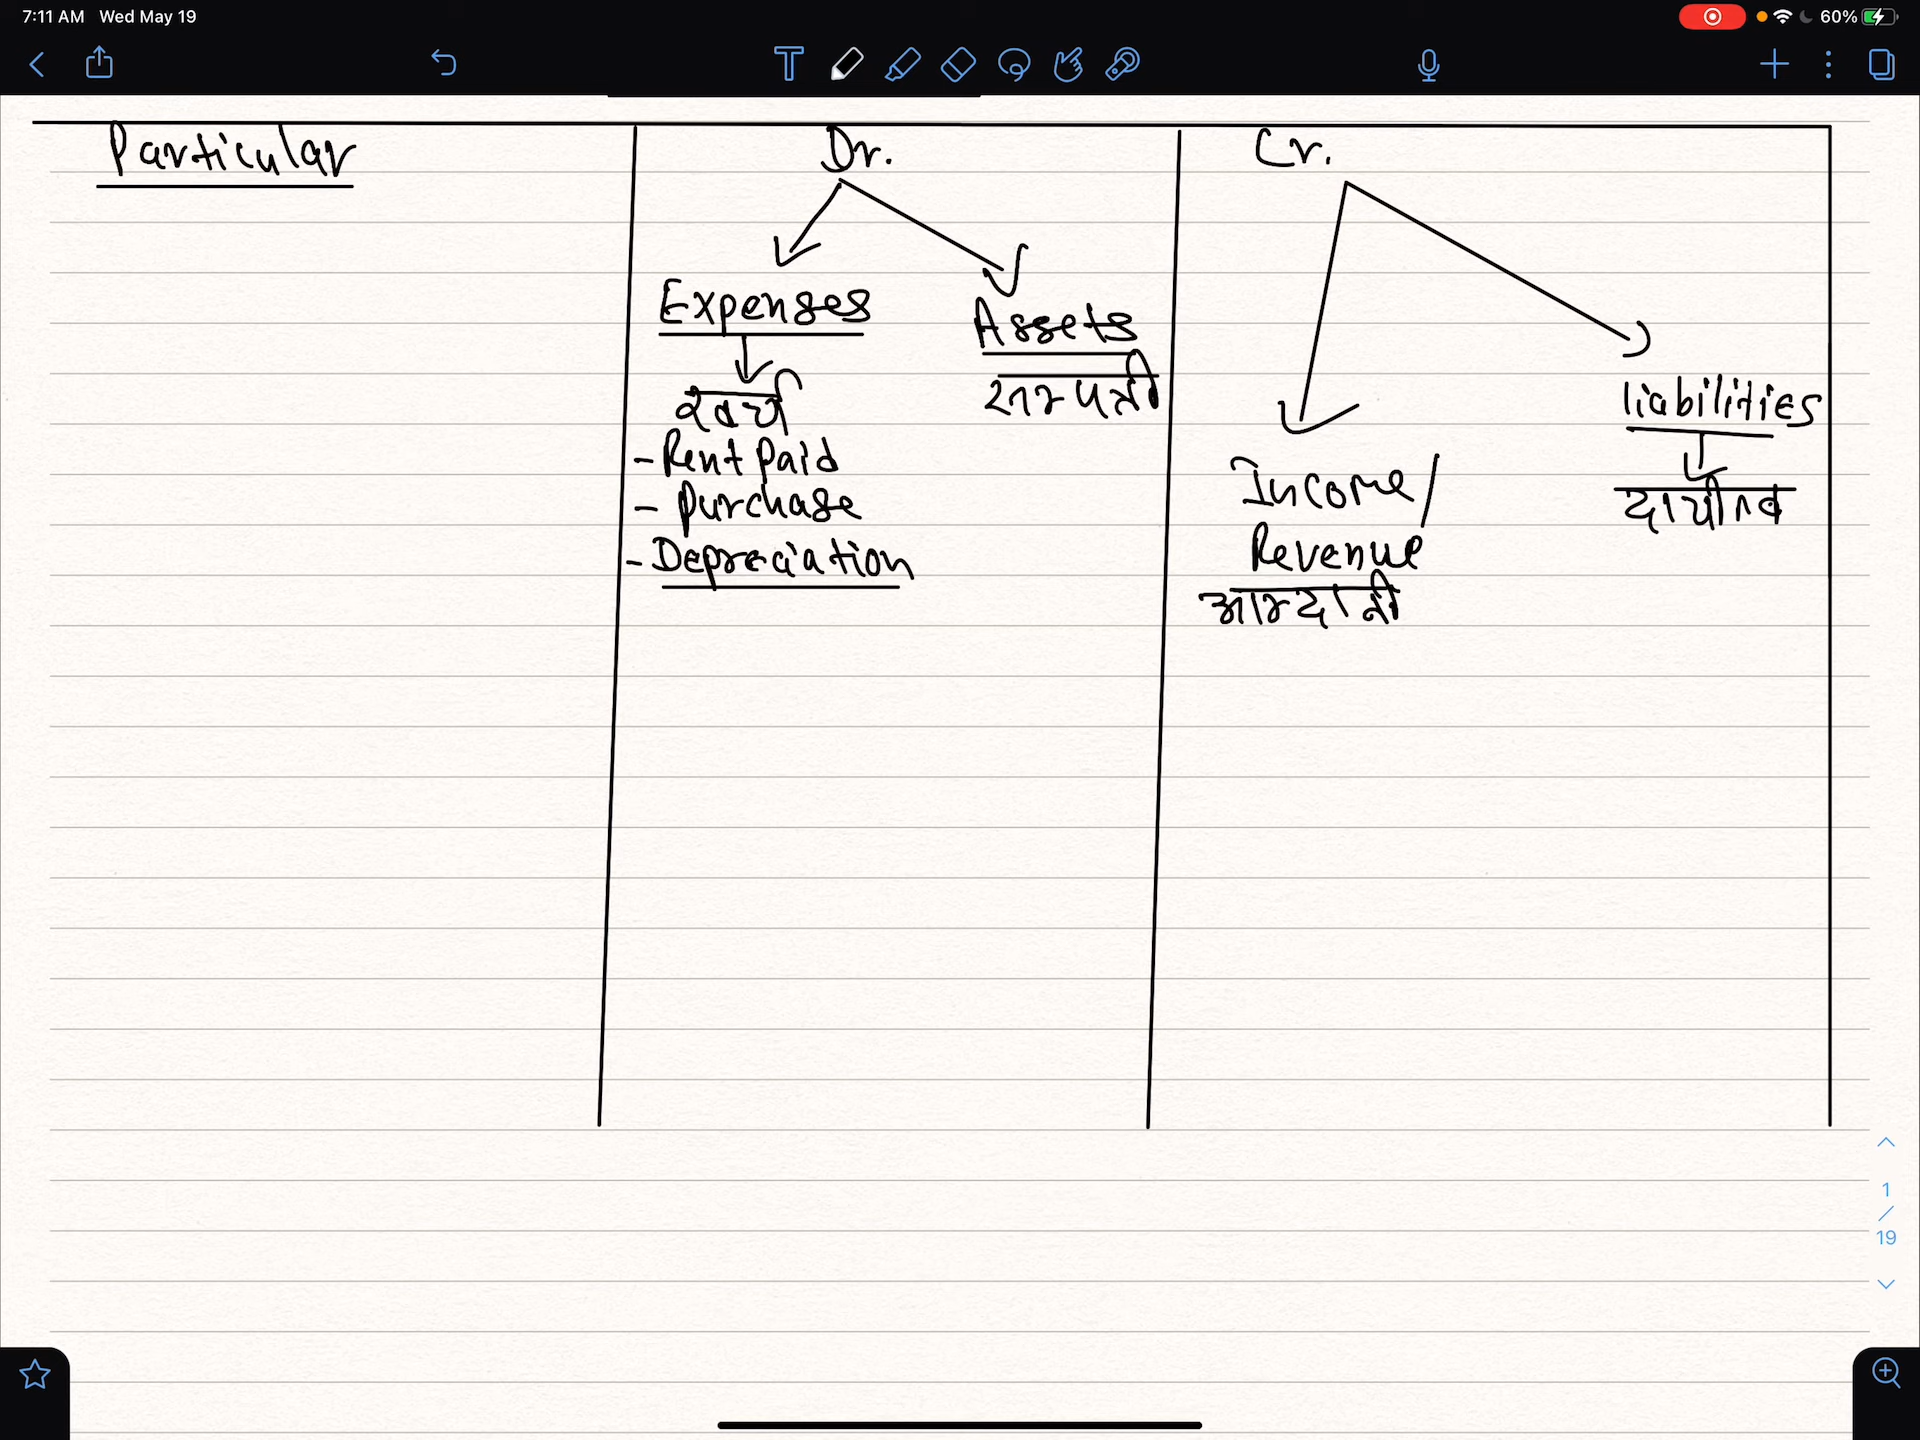 7:11 AM Wed May 19
60%
Particular
Dr.
Cr.
Expenses
Assets
खर्च
सम्पत्ती
- Rent Paid
- Purchase
- Depreciation
Income/
Revenue
आम्दानी
liabilities
दायीत्व
1
/
19